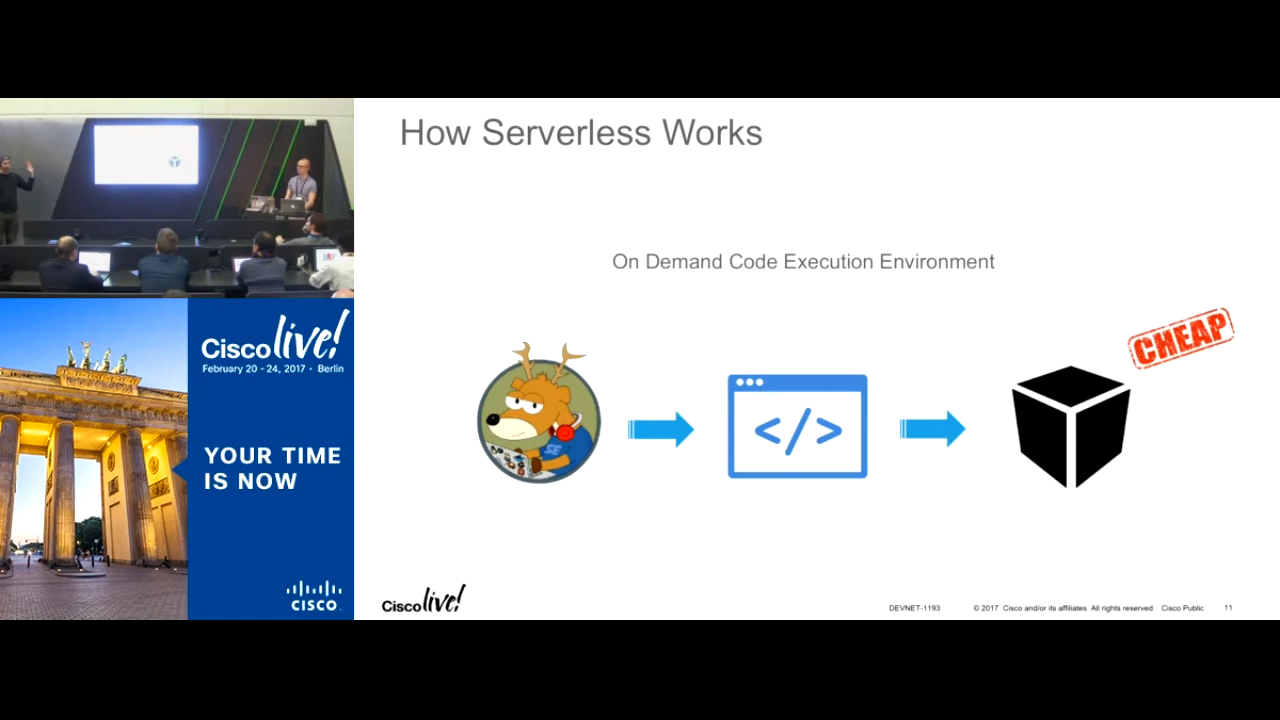 How Serverless Works
On Demand Code Execution Environment
CHEAP
</>
SE
Cisco live!
February 20 - 24, 2017 • Berlin
YOUR TIME
IS NOW
CISCO
Cisco live!
DEVNET-1193 © 2017 Cisco and/or its affiliates. All rights reserved. Cisco Public 11